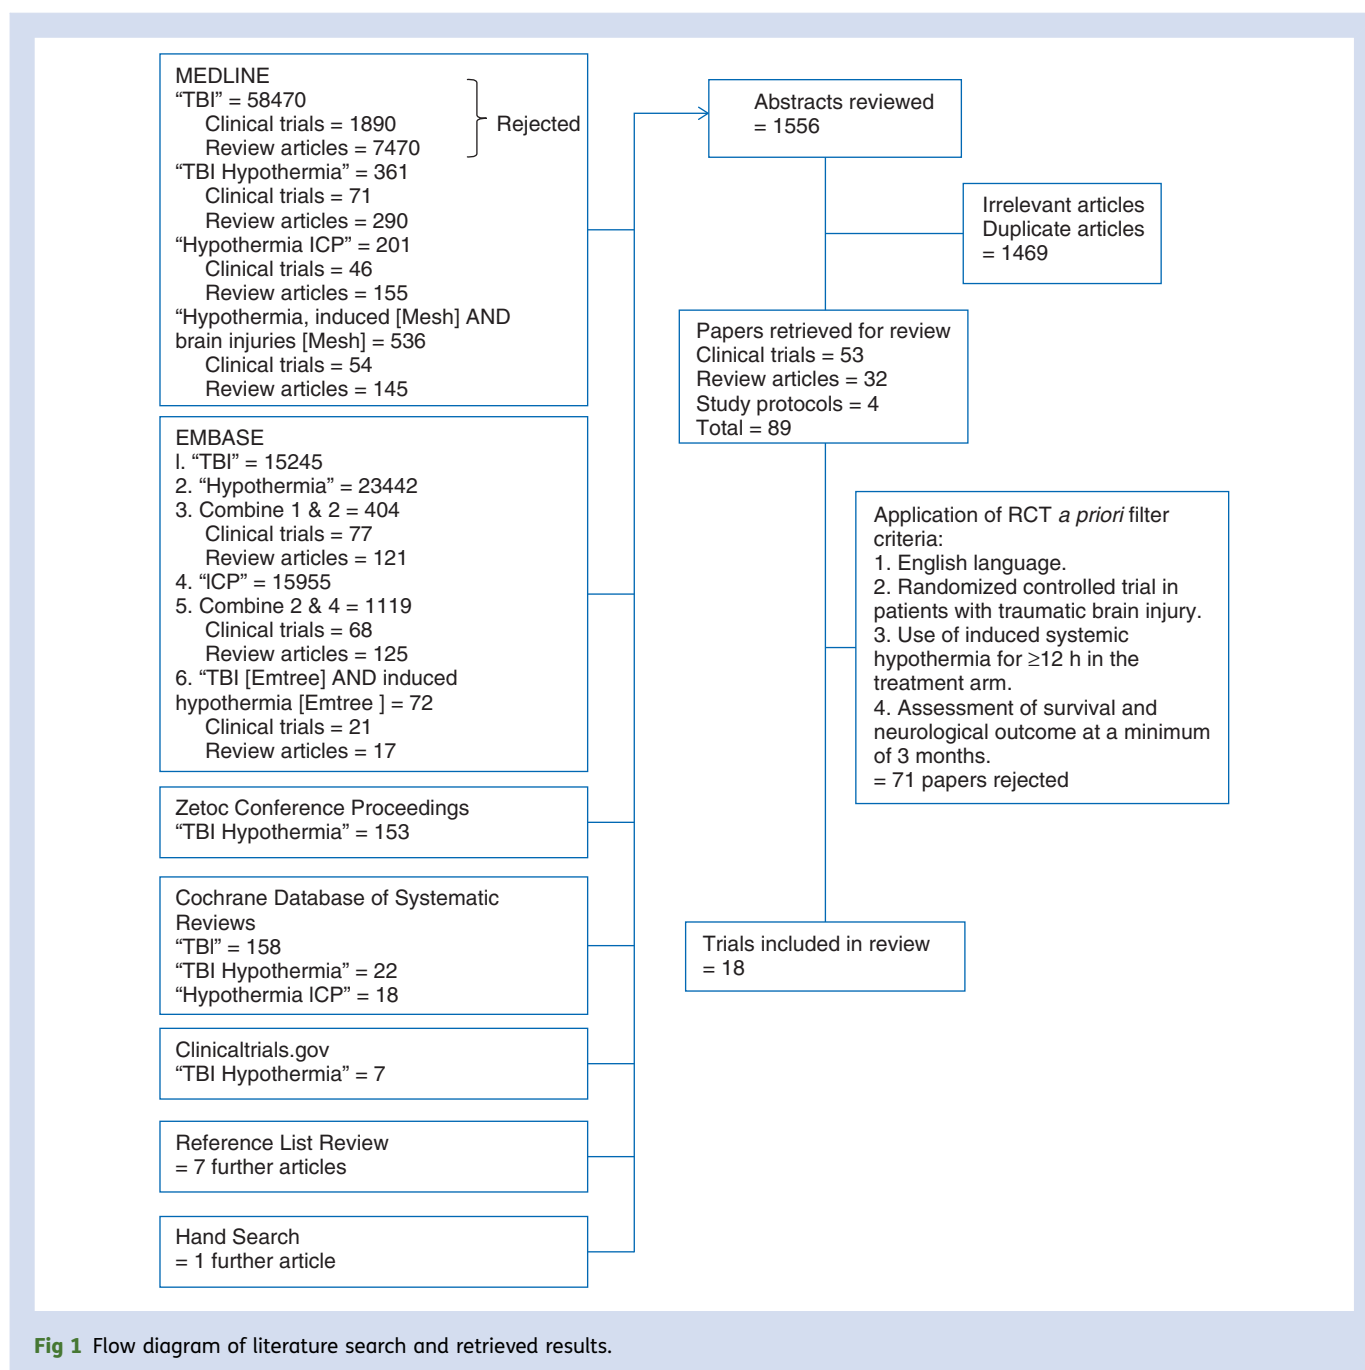 MEDLINE
“TBI” = 58470
Clinical trials = 1890
Review articles = 7470
Rejected
“TBI Hypothermia” = 361
Clinical trials = 71
Review articles = 290
“Hypothermia ICP” = 201
Clinical trials = 46
Review articles = 155
“Hypothermia, induced [Mesh] AND
brain injuries [Mesh] = 536
Clinical trials = 54
Review articles = 145
EMBASE
I. “TBI” = 15245
2. “Hypothermia” = 23442
3. Combine 1 & 2 = 404
Clinical trials = 77
Review articles = 121
4. “ICP” = 15955
5. Combine 2 & 4 = 1119
Clinical trials = 68
Review articles = 125
6. “TBI [Emtree] AND induced
hypothermia [Emtree ] = 72
Clinical trials = 21
Review articles = 17
Zetoc Conference Proceedings
“TBI Hypothermia” = 153
Cochrane Database of Systematic
Reviews
“TBI” = 158
“TBI Hypothermia” = 22
“Hypothermia ICP” = 18
Clinicaltrials.gov
“TBI Hypothermia” = 7
Reference List Review
= 7 further articles
Hand Search
= 1 further article
Abstracts reviewed
= 1556
Irrelevant articles
Duplicate articles
= 1469
Papers retrieved for review
Clinical trials = 53
Review articles = 32
Study protocols = 4
Total = 89
Application of RCT a priori filter
criteria:
1. English language.
2. Randomized controlled trial in
patients with traumatic brain injury.
3. Use of induced systemic
hypothermia for ≥12 h in the
treatment arm.
4. Assessment of survival and
neurological outcome at a minimum
of 3 months.
= 71 papers rejected
Trials included in review
= 18
Fig 1 Flow diagram of literature search and retrieved results.